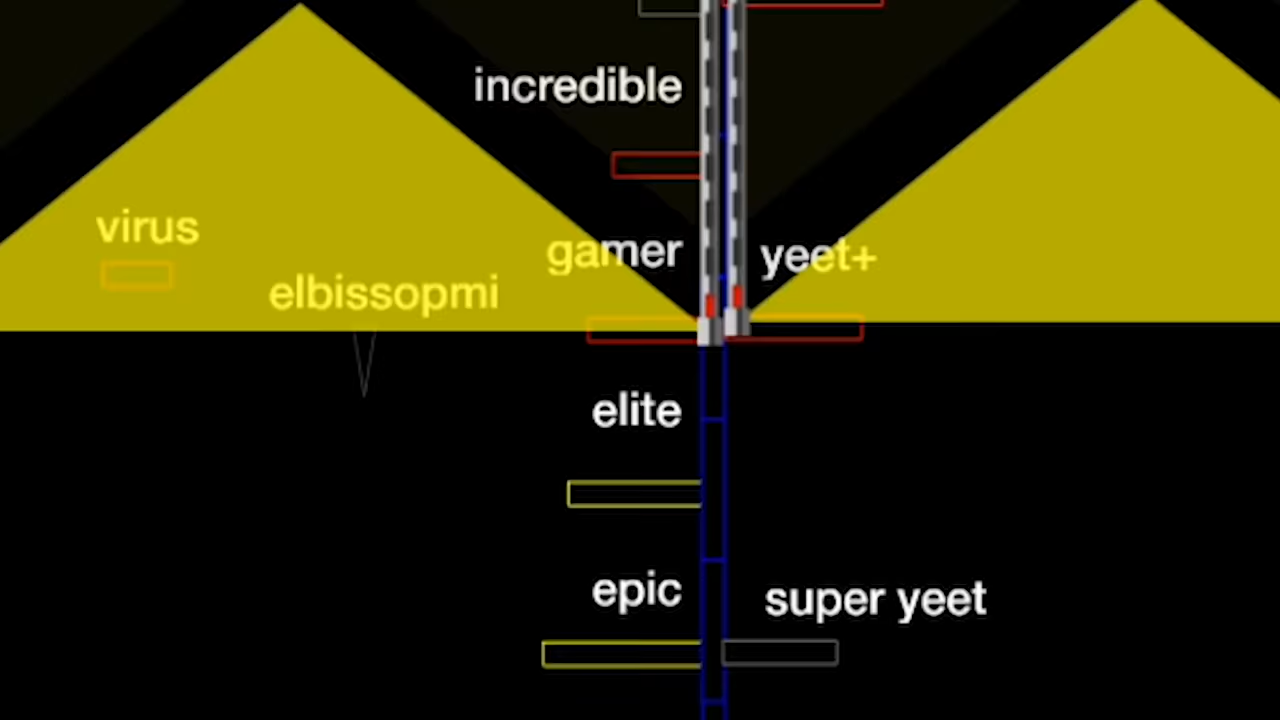 incredible
virus
gamer
yeet+
elbissopmi
elite
epic
super yeet